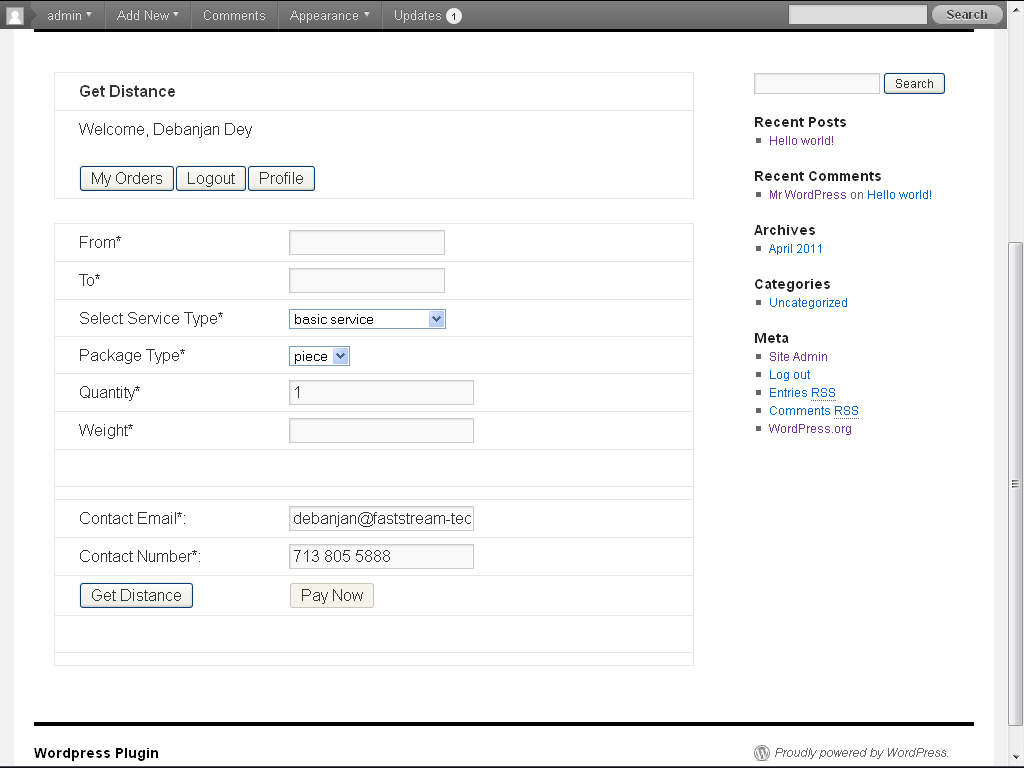 admin Add New Comments Appearance Updates 1 Search
Get Distance
Welcome, Debanjan Dey
My Orders Logout Profile
From*
To*
Select Service Type* basic service
Package Type* piece
Quantity* 1
Weight*
Contact Email*: debanjan@faststream-tec
Contact Number*: 713 805 5888
Get Distance Pay Now
Search
Recent Posts
Hello world!
Recent Comments
Mr WordPress on Hello world!
Archives
April 2011
Categories
Uncategorized
Meta
Site Admin
Log out
Entries RSS
Comments RSS
WordPress.org
Wordpress Plugin
Proudly powered by WordPress.